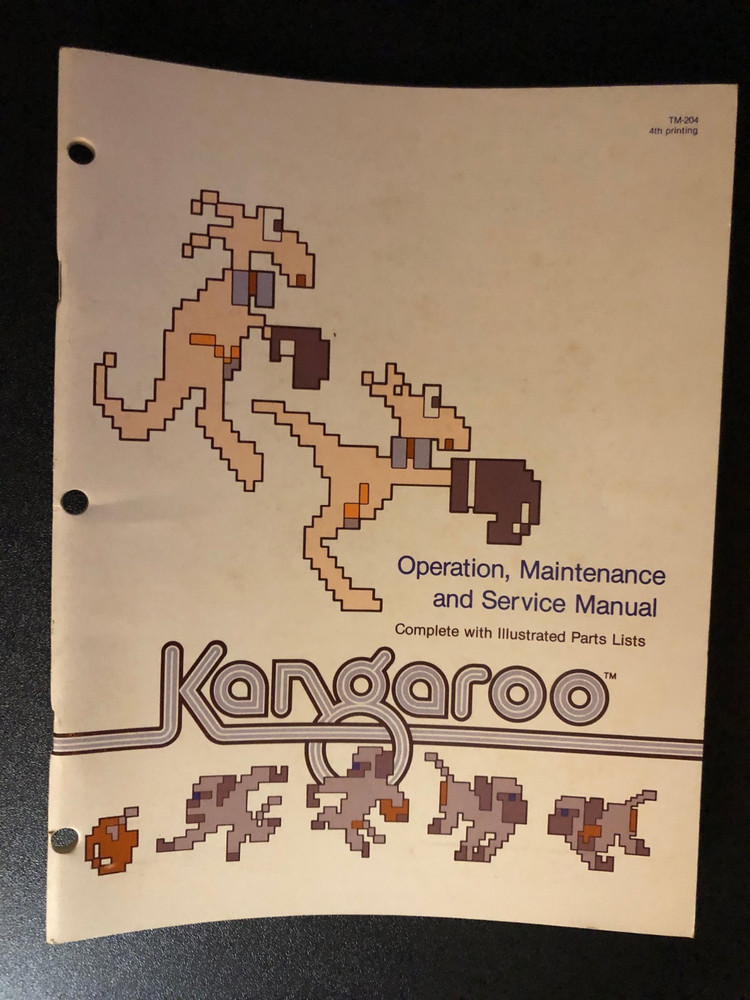 TM-204
4th printing
Operation, Maintenance
and Service Manual
Complete with Illustrated Parts Lists
Kangaroo™